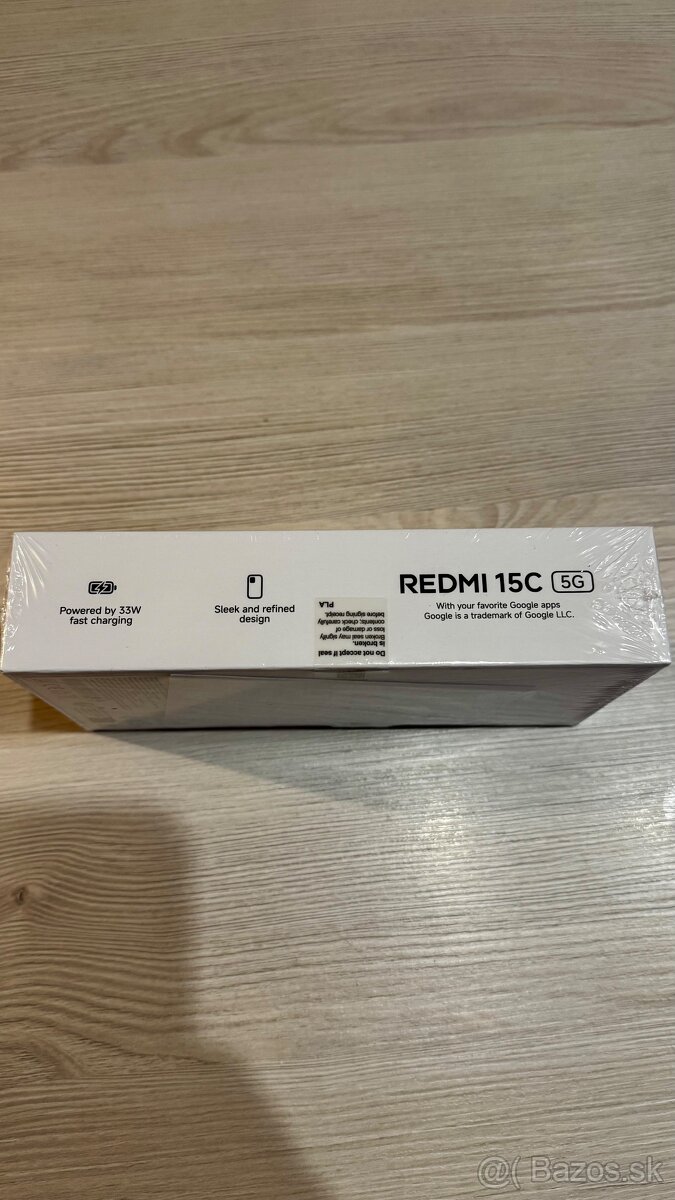 Powered by 33W
fast charging
Sleek and refined
design
Do not accept if seal
is broken.
Broken seal may signify
loss or damage of
contents; check carefully
before signing receipt.
PLA
REDMI 15C 5G
With your favorite Google apps
Google is a trademark of Google LLC.
@( Bazos.sk